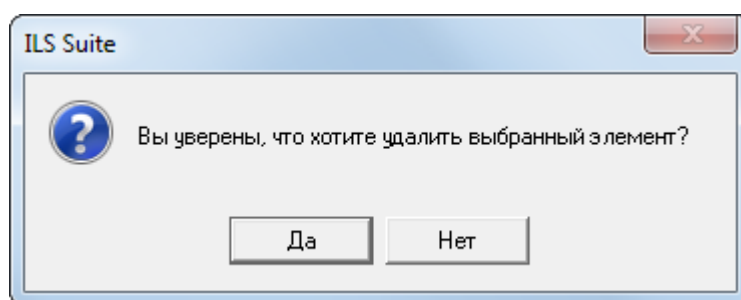 ILS Suite
Вы уверены, что хотите удалить выбранный элемент?
Да
Нет